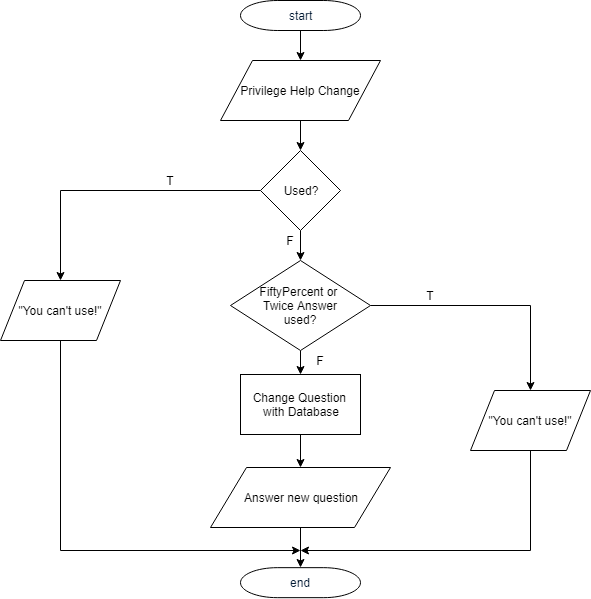 start
Privilege Help Change
T
Used?
F
FiftyPercent or
Twice Answer
used?
T
"You can't use!"
F
Change Question
with Database
"You can't use!"
Answer new question
end